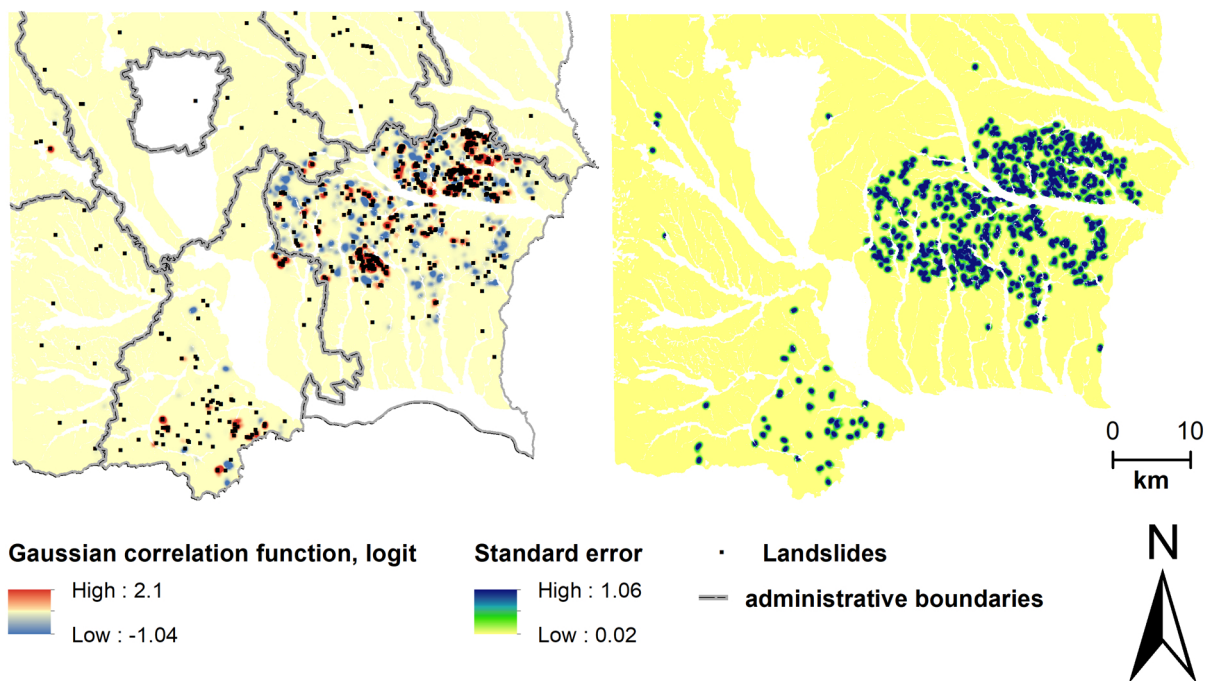 0 10
km
Gaussian correlation function, logit
High : 2.1
Low : -1.04
Standard error
High : 1.06
Low : 0.02
Landslides
administrative boundaries
N